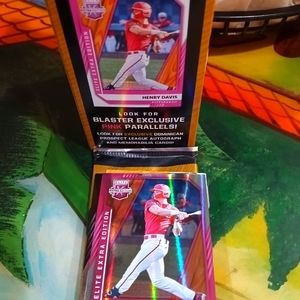 ELITE EXTRA EDITION
HENRY DAVIS
LOOK FOR
BLASTER EXCLUSIVE
PINK PARALLELS!
LOOK FOR EXCLUSIVE DOMINICAN
PROSPECT LEAGUE AUTOGRAPH
AND MEMORABILIA CARDS!
ELITE EXTRA EDITION